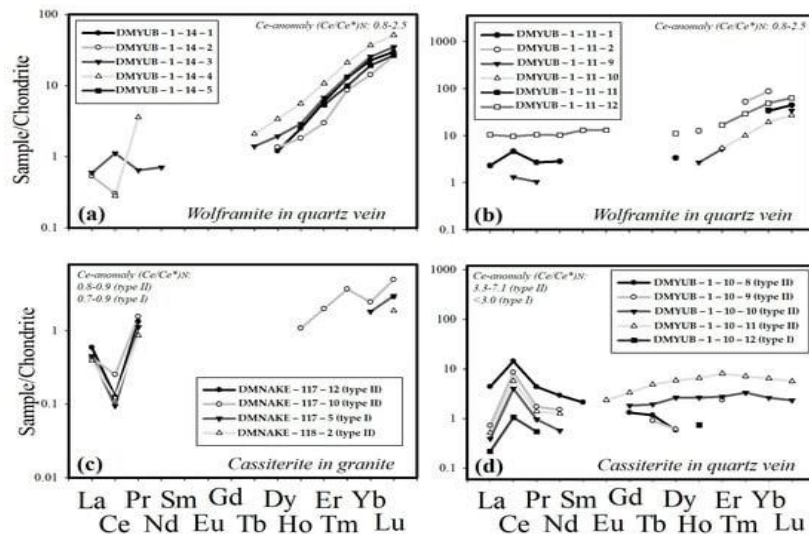 Ce-anomaly (Ce/Ce*)N: 0.8-2.5
DMYUB-1-14-1
DMYUB-1-14-2
DMYUB-1-14-3
DMYUB-1-14-4
DMYUB-1-14-5
Sample/Chondrite
100
10
1
0.1
(a)
Wolframite in quartz vein
Ce-anomaly (Ce/Ce*)N: 0.8-2.5
DMYUB-1-11-1
DMYUB-1-11-2
DMYUB-1-11-9
DMYUB-1-11-10
DMYUB-1-11-11
DMYUB-1-11-12
1000
100
10
1
0.1
(b)
Wolframite in quartz vein
Ce-anomaly (Ce/Ce*)N:
0.8-0.9 (type II)
0.7-0.9 (type I)
Sample/Chondrite
1
0.10
0.01
DMNAKE-117-12 (type II)
DMNAKE-117-10 (type II)
DMNAKE-117-5 (type I)
DMNAKE-118-2 (type II)
(c)
Cassiterite in granite
Ce-anomaly (Ce/Ce*)N:
3.3-7.1 (type II)
<3.0 (type I)
DMYUB-1-10-8 (type II)
DMYUB-1-10-9 (type II)
DMYUB-1-10-10 (type II)
DMYUB-1-10-11 (type II)
DMYUB-1-10-12 (type I)
1000
100
10
1
0.1
(d)
Cassiterite in quartz vein
La Pr Sm Gd Dy Er Yb
Ce Nd Eu Tb Ho Tm Lu
La Pr Sm Gd Dy Er Yb
Ce Nd Eu Tb Ho Tm Lu